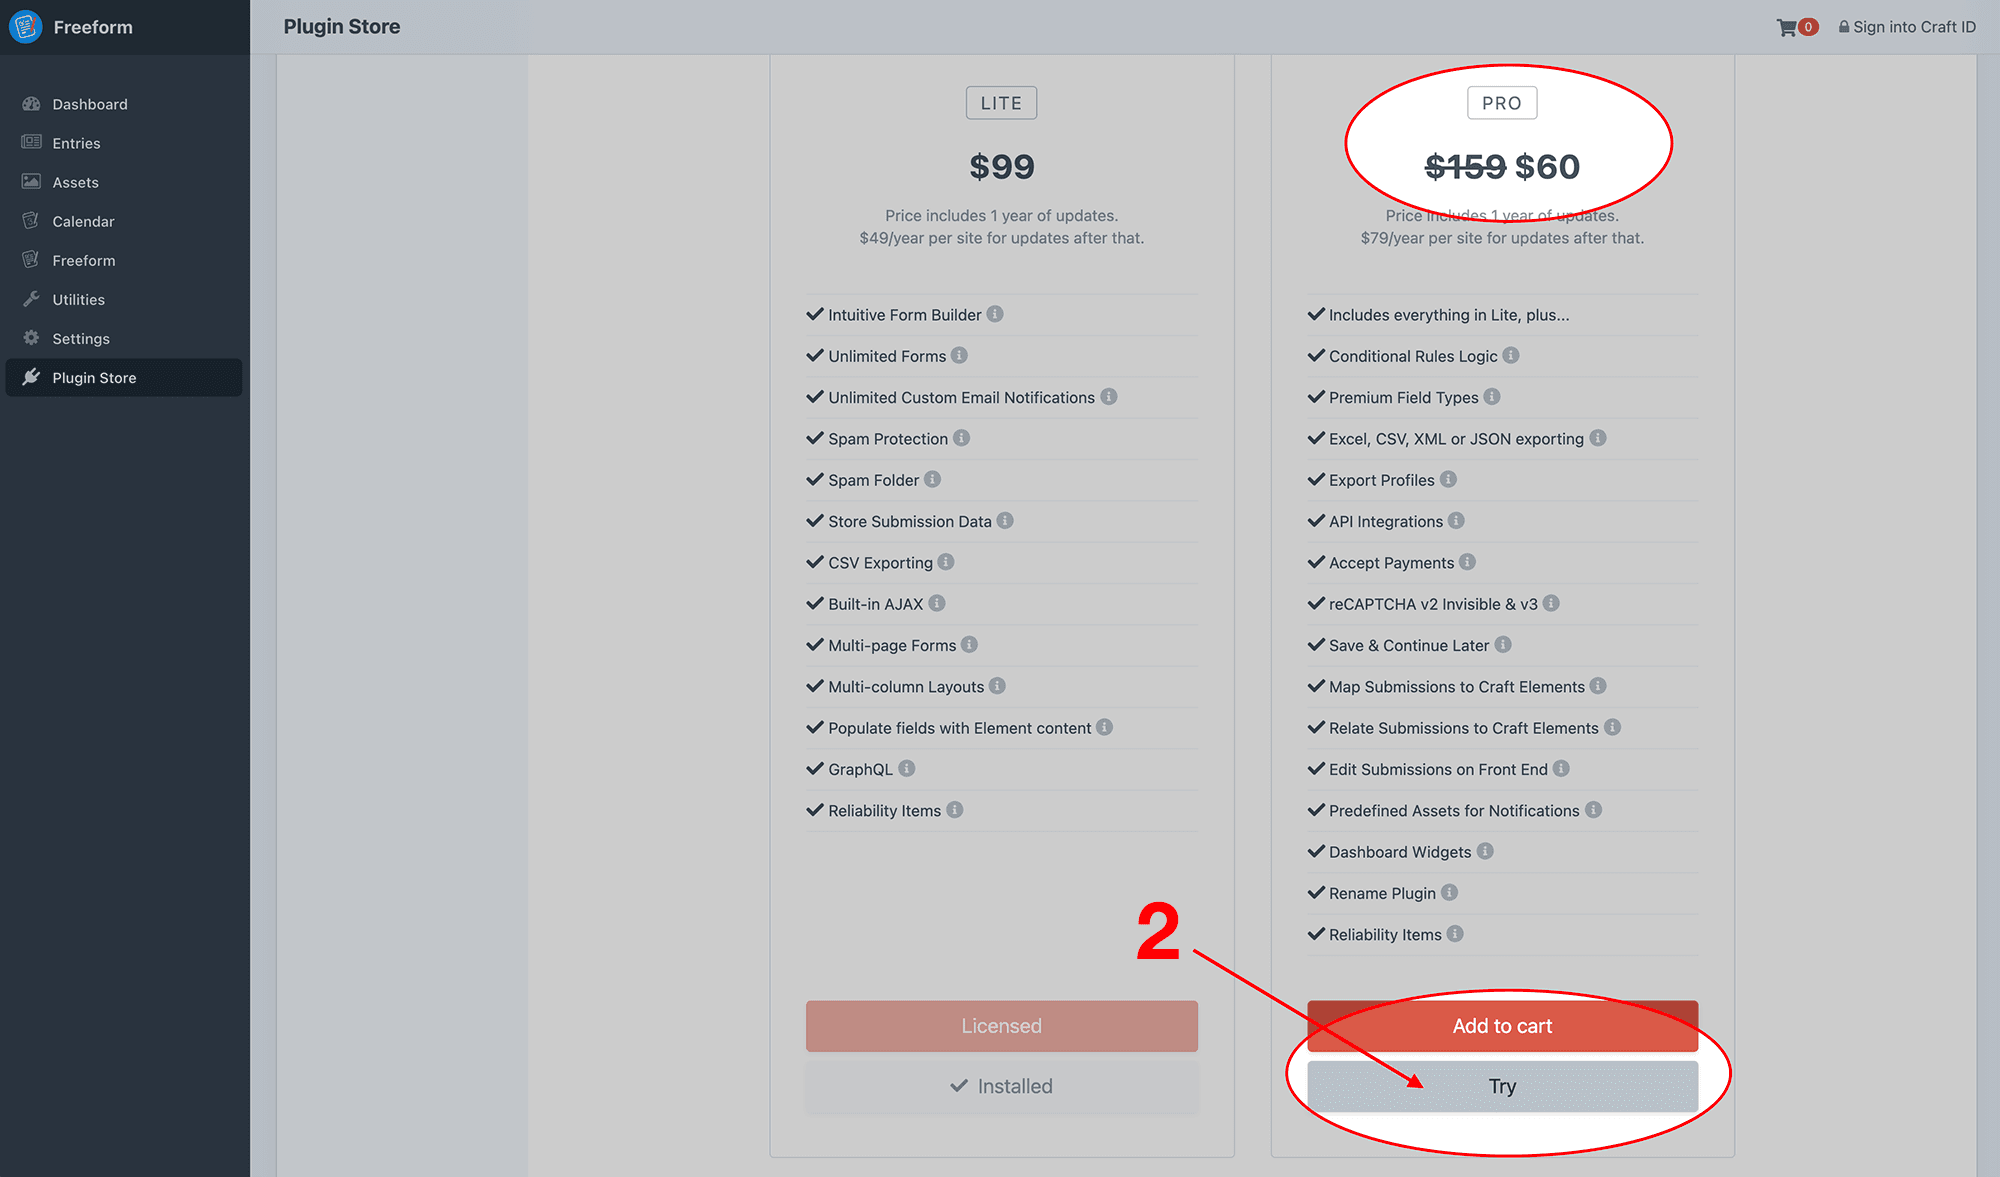 Freeform
Plugin Store
0
Sign into Craft ID
Dashboard
Entries
Assets
Calendar
Freeform
Utilities
Settings
Plugin Store
LITE
$99
Price includes 1 year of updates.
$49/year per site for updates after that.
Intuitive Form Builder
Unlimited Forms
Unlimited Custom Email Notifications
Spam Protection
Spam Folder
Store Submission Data
CSV Exporting
Built-in AJAX
Multi-page Forms
Multi-column Layouts
Populate fields with Element content
GraphQL
Reliability Items
Licensed
Installed
PRO
$159 $60
Price includes 1 year of updates.
$79/year per site for updates after that.
Includes everything in Lite, plus...
Conditional Rules Logic
Premium Field Types
Excel, CSV, XML or JSON exporting
Export Profiles
API Integrations
Accept Payments
reCAPTCHA v2 Invisible & v3
Save & Continue Later
Map Submissions to Craft Elements
Relate Submissions to Craft Elements
Edit Submissions on Front End
Predefined Assets for Notifications
Dashboard Widgets
Rename Plugin
Reliability Items
2
Add to cart
Try